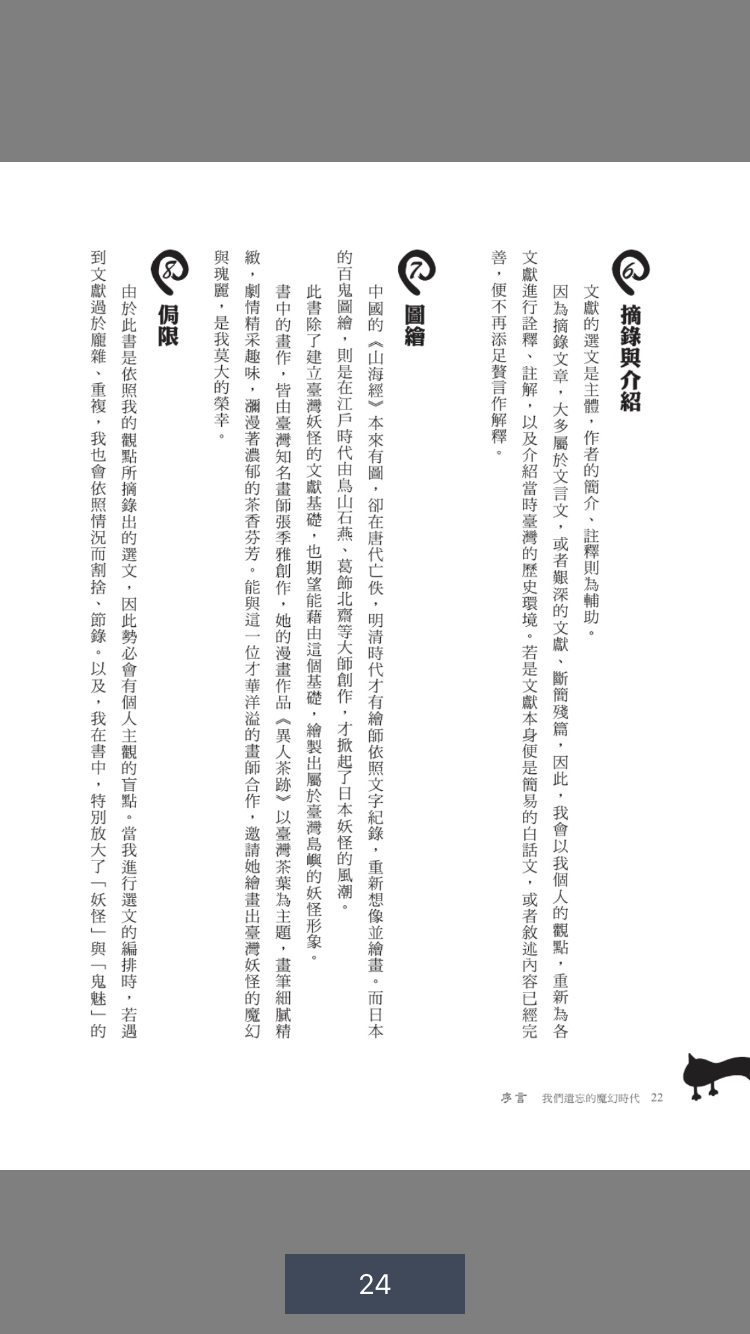 6 摘錄與介紹
文獻的選文是主體，作者的簡介、註釋則為輔助。
因為摘錄文章，大多屬於文言文，或者艱深的文獻、斷簡殘篇，因此，我會以我個人的觀點，重新為各
文獻進行詮釋、註解，以及介紹當時臺灣的歷史環境。若是文獻本身便是簡易的白話文，或者敘述內容已經完
善，便不再添足贅言作解釋。
7 圖繪
中國的《山海經》本來有圖，卻在唐代亡佚，明清時代才有繪師依照文字紀錄，重新想像並繪畫。而日本
的百鬼圖繪，則是在江戶時代由鳥山石燕、葛飾北齋等大師創作，才掀起了日本妖怪的風潮。
此書除了建立臺灣妖怪的文獻基礎，也期望能藉由這個基礎，繪製出屬於臺灣島嶼的妖怪形象。
書中的畫作，皆由臺灣知名畫師張季雅創作，她的漫畫作品《異人茶跡》以臺灣茶葉為主題，畫筆細膩精
緻，劇情精采趣味，瀰漫著濃郁的茶香芬芳。能與這一位才華洋溢的畫師合作，邀請她繪畫出臺灣妖怪的魔幻
與瑰麗，是我莫大的榮幸。
8 侷限
由於此書是依照我的觀點所摘錄出的選文，因此勢必會有個人主觀的盲點。當我進行選文的編排時，若遇
到文獻過於龐雜、重複，我也會依照情況而割捨、節錄。以及，我在書中，特別放大了「妖怪」與「鬼魅」的
序言 我們遺忘的魔幻時代 22
24